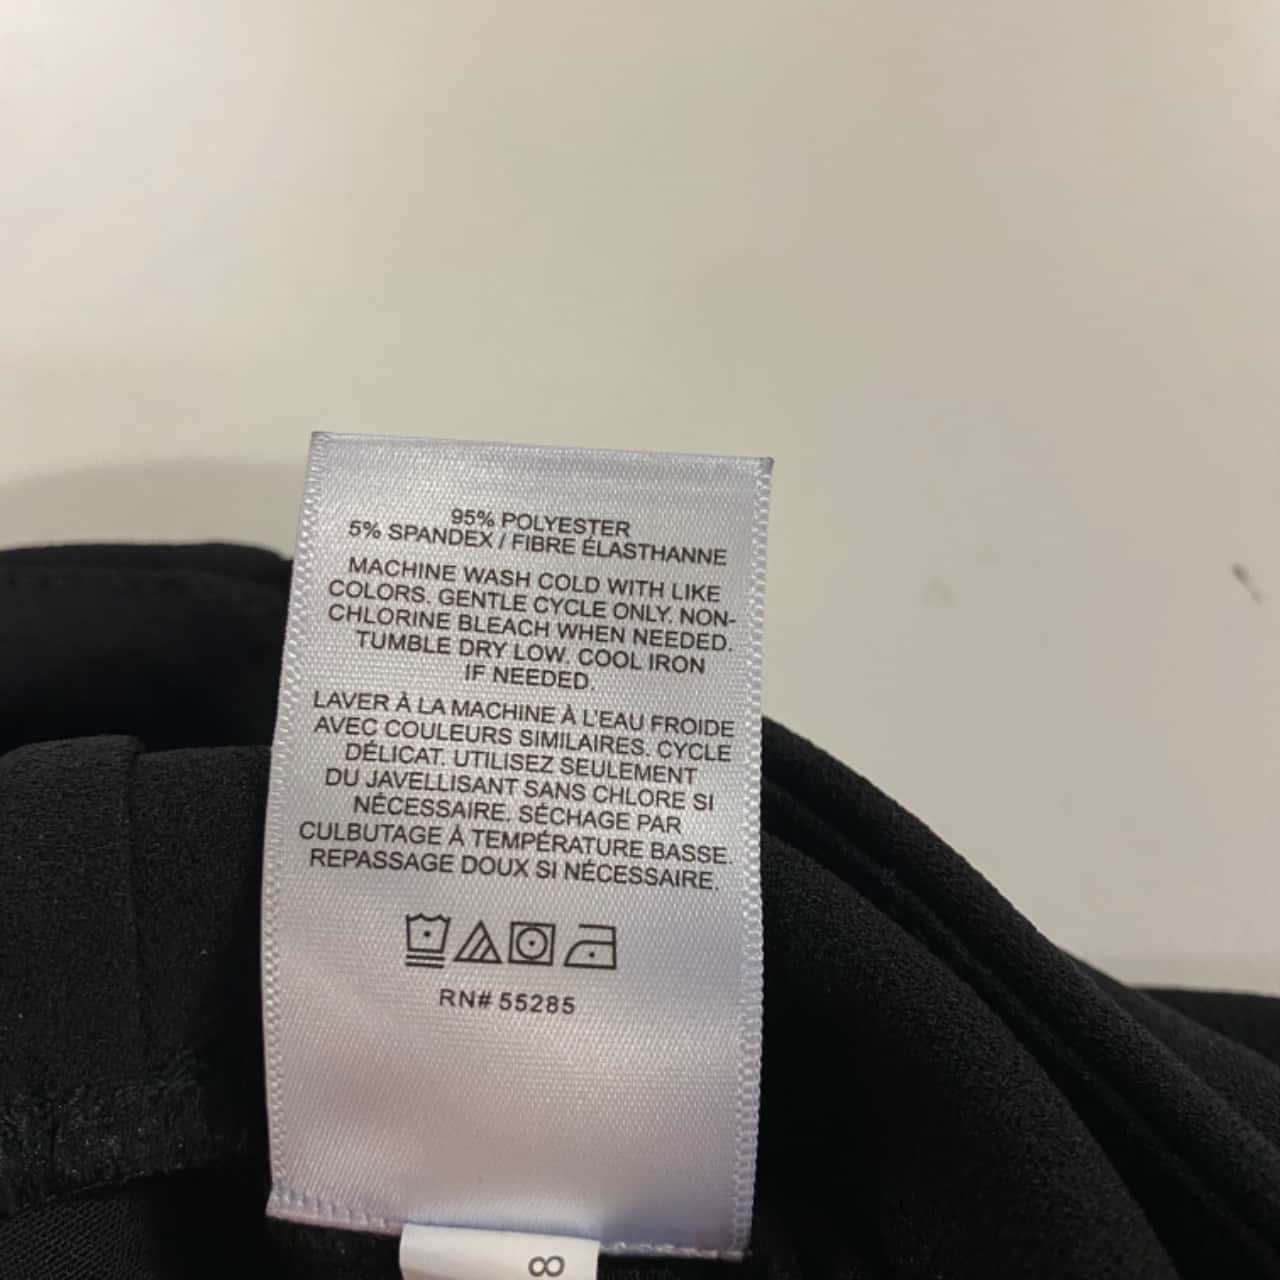 95% POLYESTER
5% SPANDEX / FIBRE ÉLASTHANNE
MACHINE WASH COLD WITH LIKE
COLORS. GENTLE CYCLE ONLY. NON-
CHLORINE BLEACH WHEN NEEDED.
TUMBLE DRY LOW. COOL IRON
IF NEEDED.
LAVER À LA MACHINE À L'EAU FROIDE
AVEC COULEURS SIMILAIRES. CYCLE
DÉLICAT. UTILISEZ SEULEMENT
DU JAVELLISANT SANS CHLORE SI
NÉCESSAIRE. SÉCHAGE PAR
CULBUTAGE À TEMPÉRATURE BASSE.
REPASSAGE DOUX SI NÉCESSAIRE.
RN# 55285
8